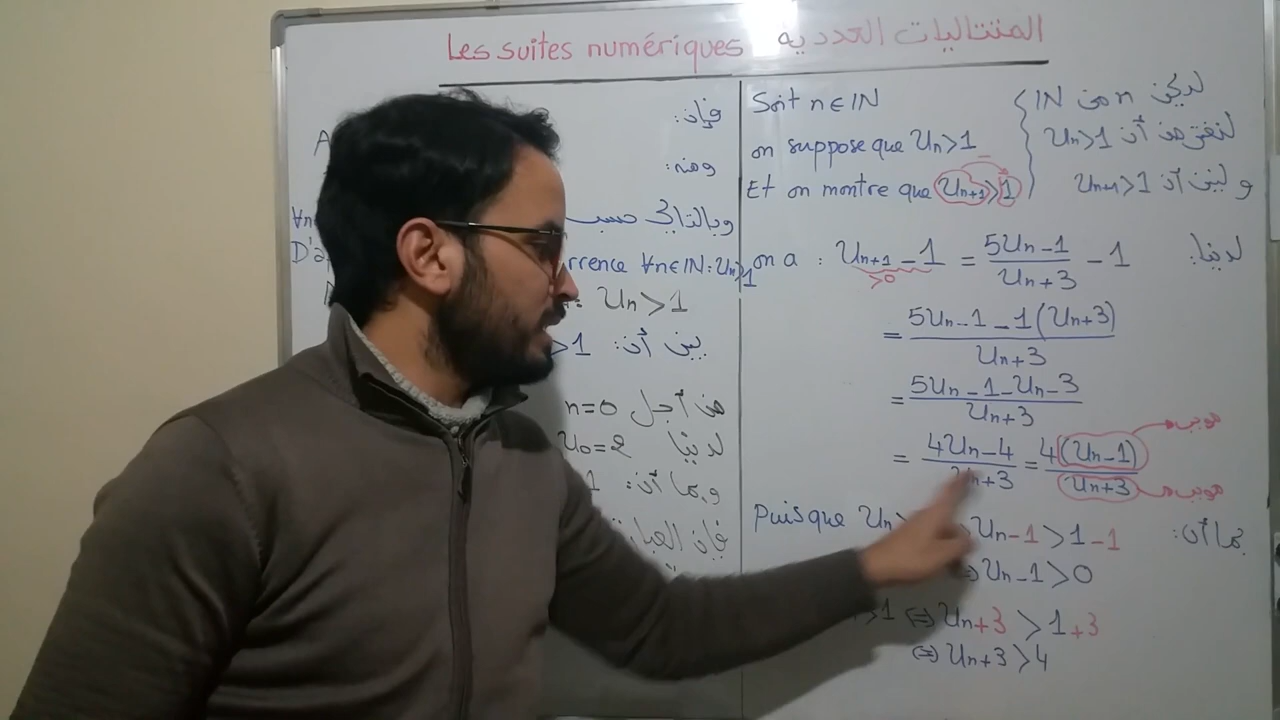 Les suites numériques المتتاليات العددية
فإن:
ومنه:
وبالتالي حسب
rrence ∀n∈IN: Un>1
Un>1
بين أن: >1
من أجل n=0
لدينا U0=2
وبما أن: 1
فإن العبارة
Soit n∈IN
on suppose que Un>1
Et on montre que Un+1>1
ليكن n من IN
لنفترض أن Un>1
ونبين أن Un+1>1
on a : Un+1 - 1 = (5Un-1)/(Un+3) - 1 لدينا:
>0
= (5Un-1-1(Un+3))/(Un+3)
= (5Un-1-Un-3)/(Un+3)
= (4Un-4)/(Un+3) = 4(Un-1)/(Un+3)
موجب
موجب
Puisque Un> Un-1>1-1 بما أن:
Un-1>0
>1 ⇔ Un+3 >1+3
⇔ Un+3>4